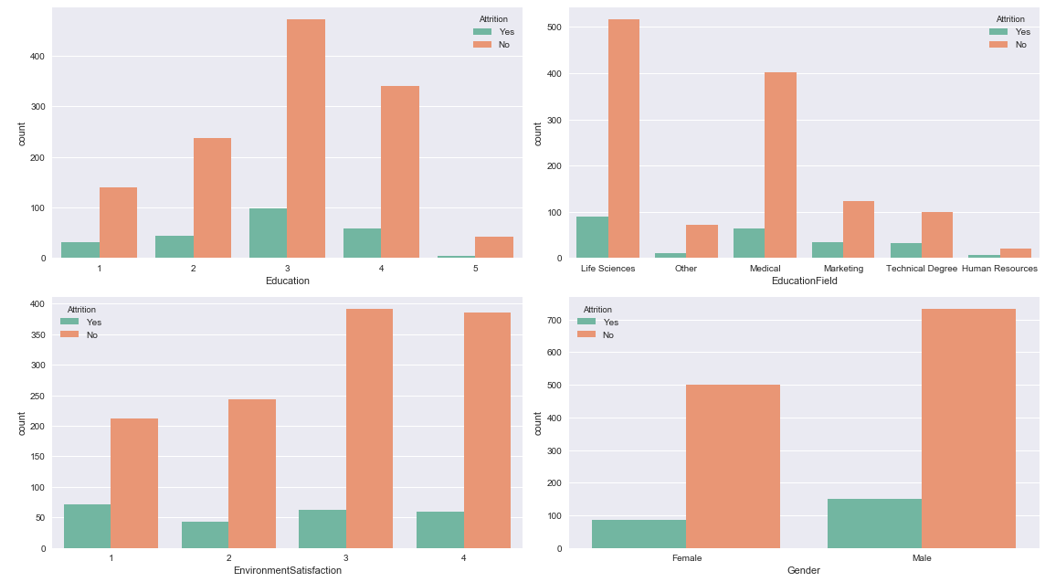 Attrition
Yes
No
400
300
200
100
0
count
1 2 3 4 5
Education
Attrition
Yes
No
500
400
300
200
100
0
count
Life Sciences Other Medical Marketing Technical Degree Human Resources
EducationField
Attrition
Yes
No
400
350
300
250
200
150
100
50
0
count
1 2 3 4
EnvironmentSatisfaction
Attrition
Yes
No
700
600
500
400
300
200
100
0
count
Female Male
Gender